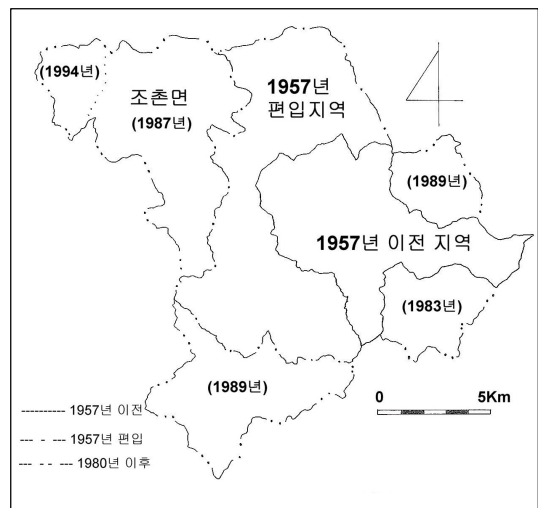 (1994년)
조촌면
(1987년)
1957년
편입지역
(1989년)
1957년 이전 지역
(1983년)
(1989년)
0 5Km
1957년 이전
1957년 편입
1980년 이후